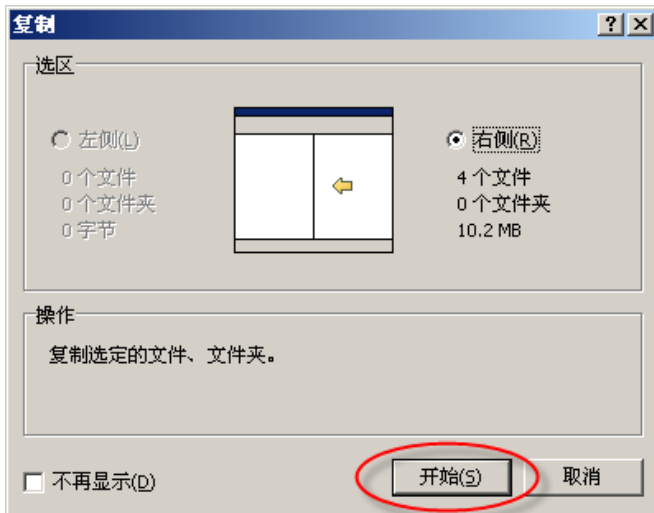 复制
选区
左侧(L)
0 个文件
0 个文件夹
0 字节
右侧(R)
4 个文件
0 个文件夹
10.2 MB
操作
复制选定的文件、文件夹。
不再显示(D)
开始(S)
取消